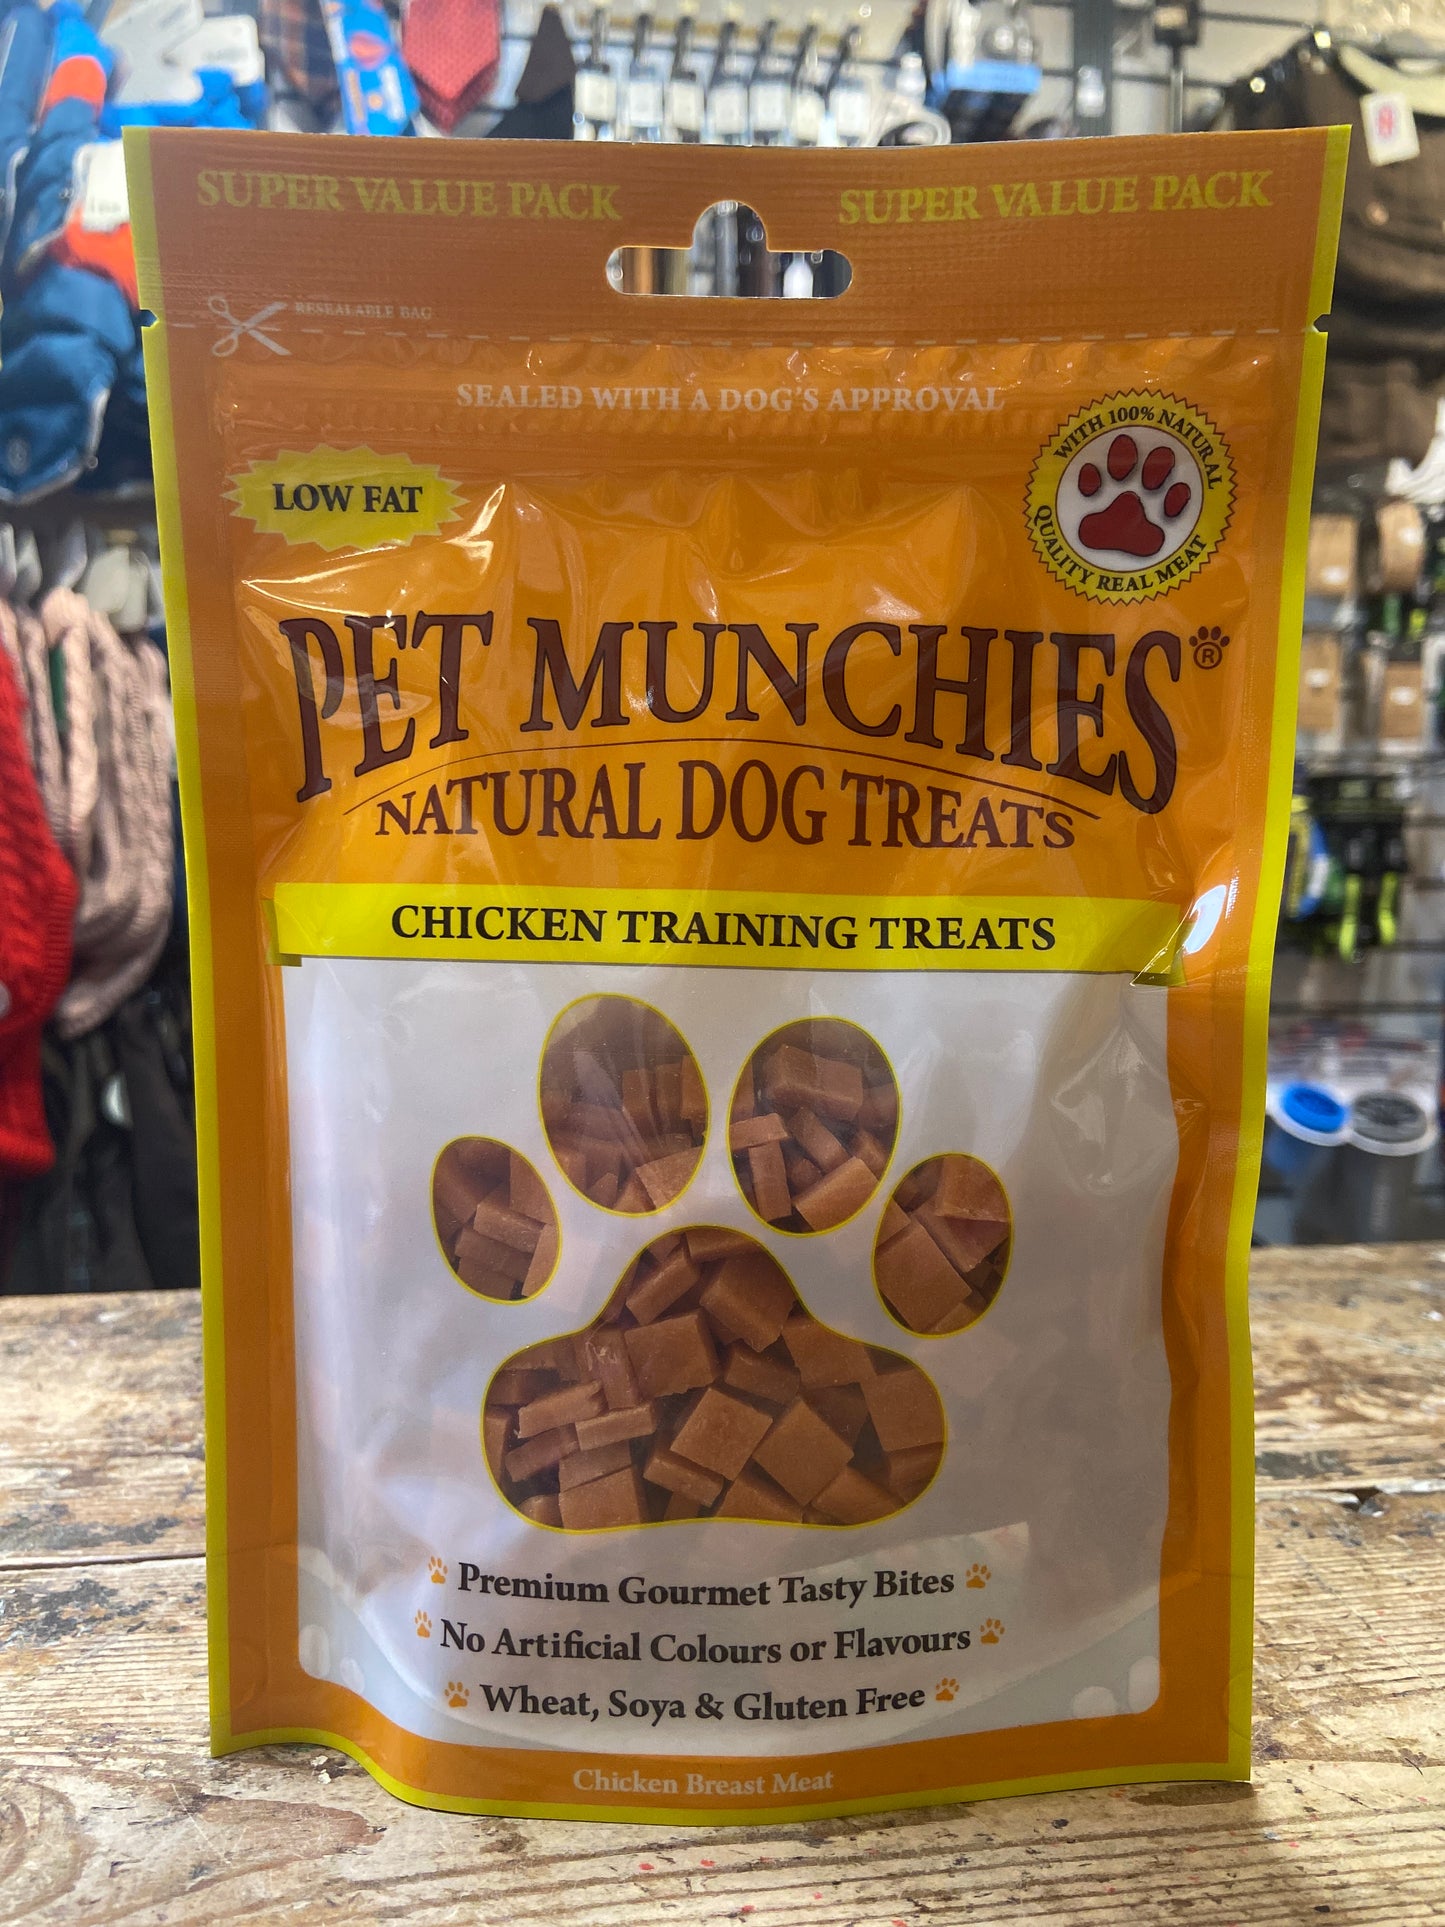 SUPER VALUE PACK SUPER VALUE PACK
RESEALABLE BAG
SEALED WITH A DOG'S APPROVAL
LOW FAT
WITH 100% NATURAL
QUALITY REAL MEAT
PET MUNCHIES®
NATURAL DOG TREATS
CHICKEN TRAINING TREATS
Premium Gourmet Tasty Bites
No Artificial Colours or Flavours
Wheat, Soya & Gluten Free
Chicken Breast Meat